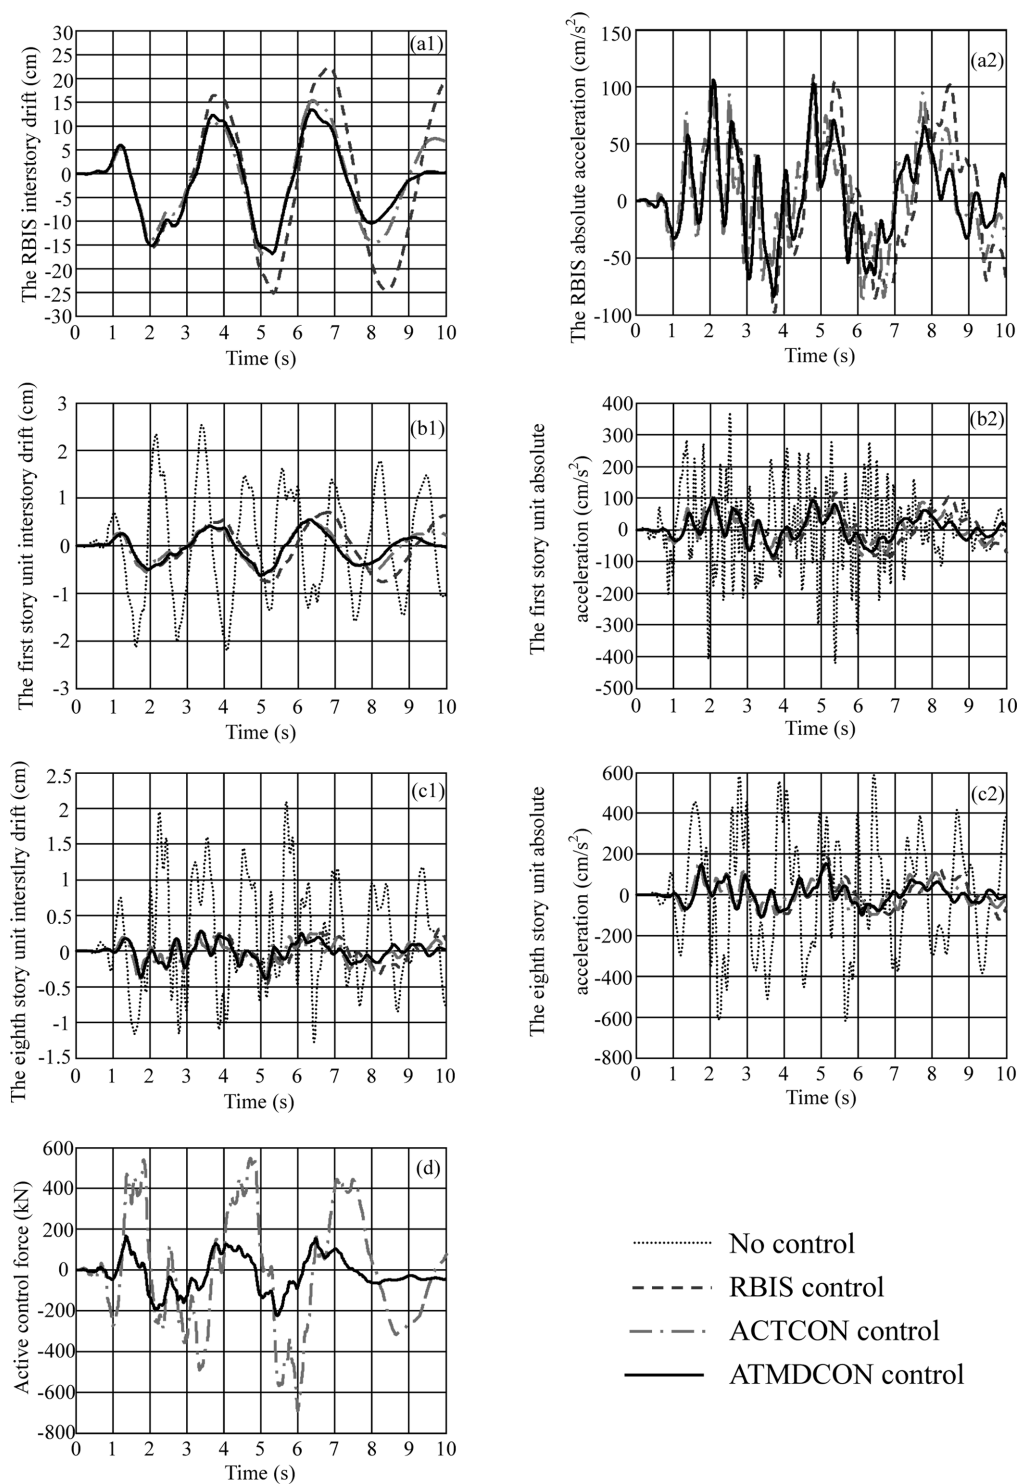 The RBIS interstory drift (cm)
30
25
20
15
10
5
0
-5
-10
-15
-20
-25
-30
(a1)
0 1 2 3 4 5 6 7 8 9 10
Time (s)
The RBIS absolute acceleration (cm/s²)
150
100
50
0
-50
-100
(a2)
0 1 2 3 4 5 6 7 8 9 10
Time (s)
The first story unit interstory drift (cm)
3
2
1
0
-1
-2
-3
(b1)
0 1 2 3 4 5 6 7 8 9 10
Time (s)
The first story unit absolute
acceleration (cm/s²)
400
300
200
100
0
-100
-200
-300
-400
-500
(b2)
0 1 2 3 4 5 6 7 8 9 10
Time (s)
The eighth story unit interstlry drift (cm)
2.5
2
1.5
1
0.5
0
-0.5
-1
-1.5
(c1)
0 1 2 3 4 5 6 7 8 9 10
Time (s)
The eighth story unit absolute
acceleration (cm/s²)
600
400
200
0
-200
-400
-600
-800
(c2)
0 1 2 3 4 5 6 7 8 9 10
Time (s)
Active control force (kN)
600
400
200
0
-200
-400
-600
-800
(d)
0 1 2 3 4 5 6 7 8 9 10
Time (s)
No control
RBIS control
ACTCON control
ATMDCON control